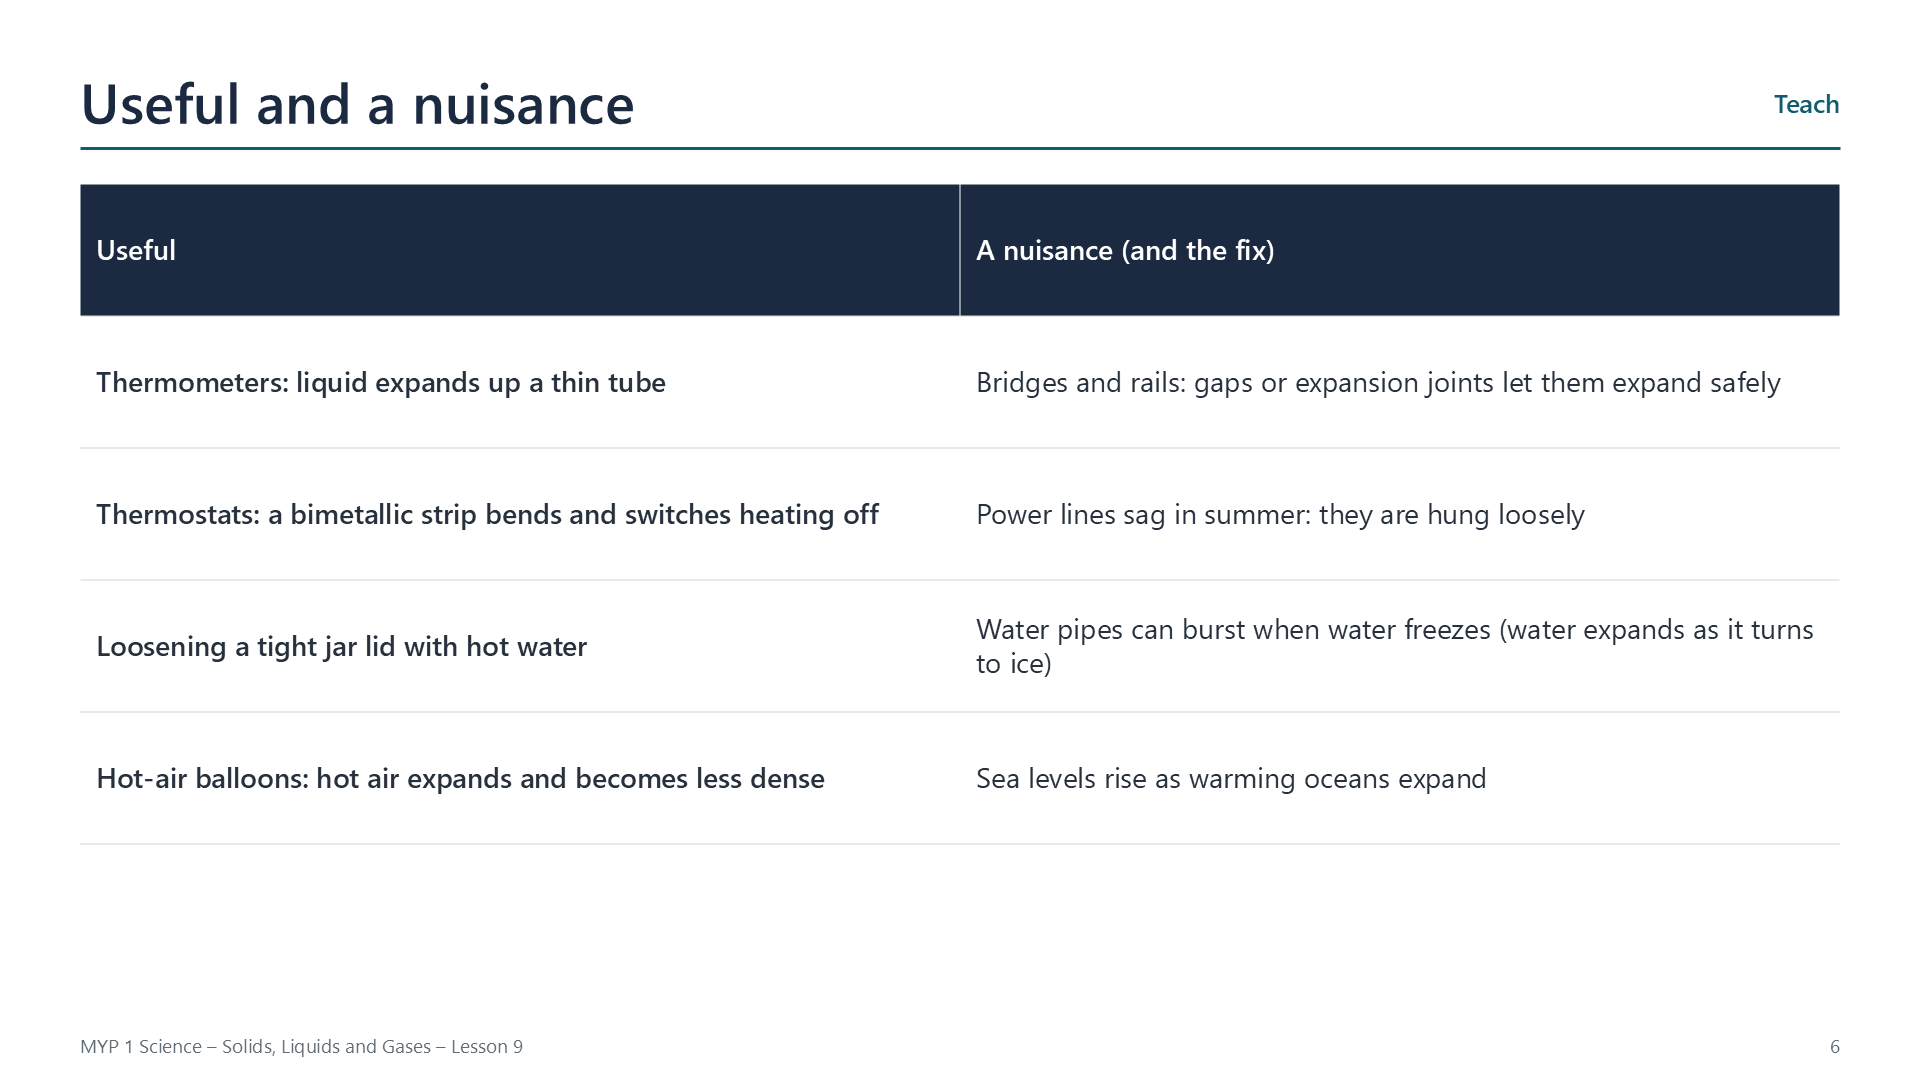 Useful and a nuisance
Teach
Useful
A nuisance (and the fix)
Thermometers: liquid expands up a thin tube
Bridges and rails: gaps or expansion joints let them expand safely
Thermostats: a bimetallic strip bends and switches heating off
Power lines sag in summer: they are hung loosely
Loosening a tight jar lid with hot water
Water pipes can burst when water freezes (water expands as it turns
to ice)
Hot-air balloons: hot air expands and becomes less dense
Sea levels rise as warming oceans expand
MYP 1 Science – Solids, Liquids and Gases – Lesson 9
6